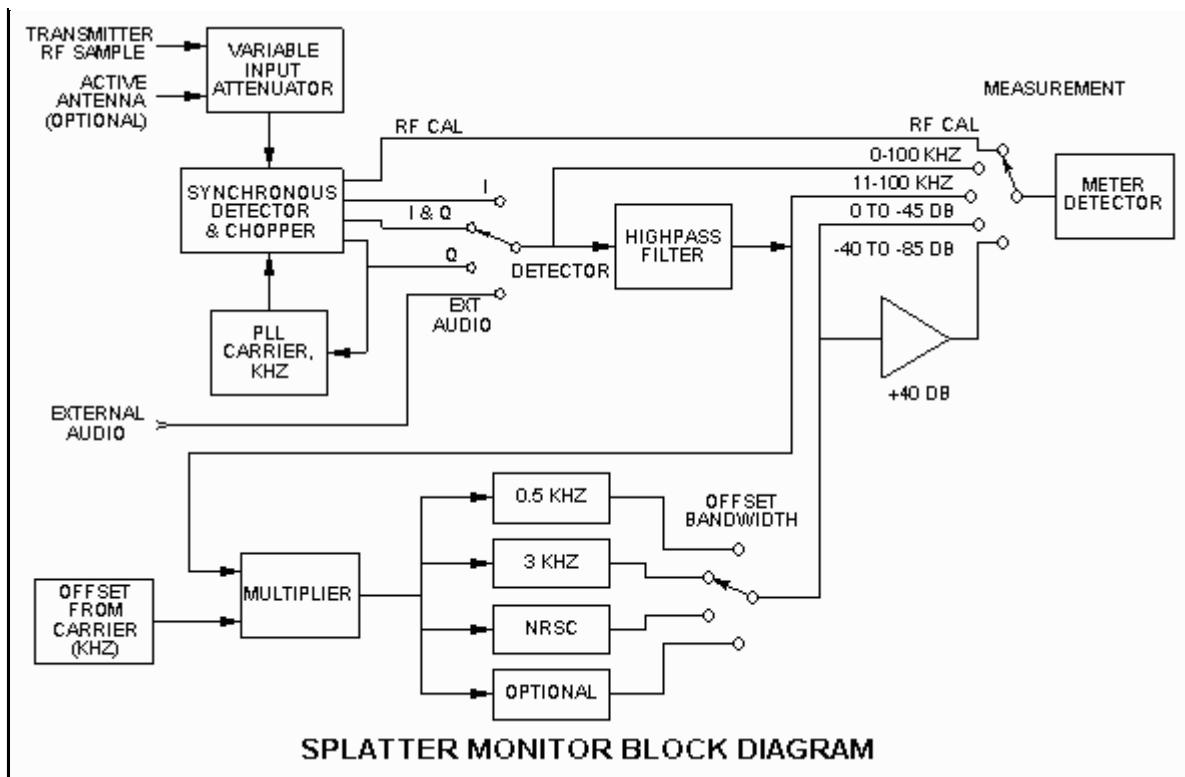 TRANSMITTER
RF SAMPLE
ACTIVE
ANTENNA
(OPTIONAL)
VARIABLE
INPUT
ATTENUATOR
MEASUREMENT
RF CAL
RF CAL
0-100 KHZ
11-100 KHZ
0 TO -45 DB
-40 TO -85 DB
METER
DETECTOR
SYNCHRONOUS
DETECTOR
& CHOPPER
I
I & Q
Q
DETECTOR
EXT
AUDIO
HIGHPASS
FILTER
PLL
CARRIER,
KHZ
+40 DB
EXTERNAL
AUDIO
0.5 KHZ
3 KHZ
NRSC
OPTIONAL
OFFSET
BANDWIDTH
MULTIPLIER
OFFSET
FROM
CARRIER
(KHZ)
SPLATTER MONITOR BLOCK DIAGRAM